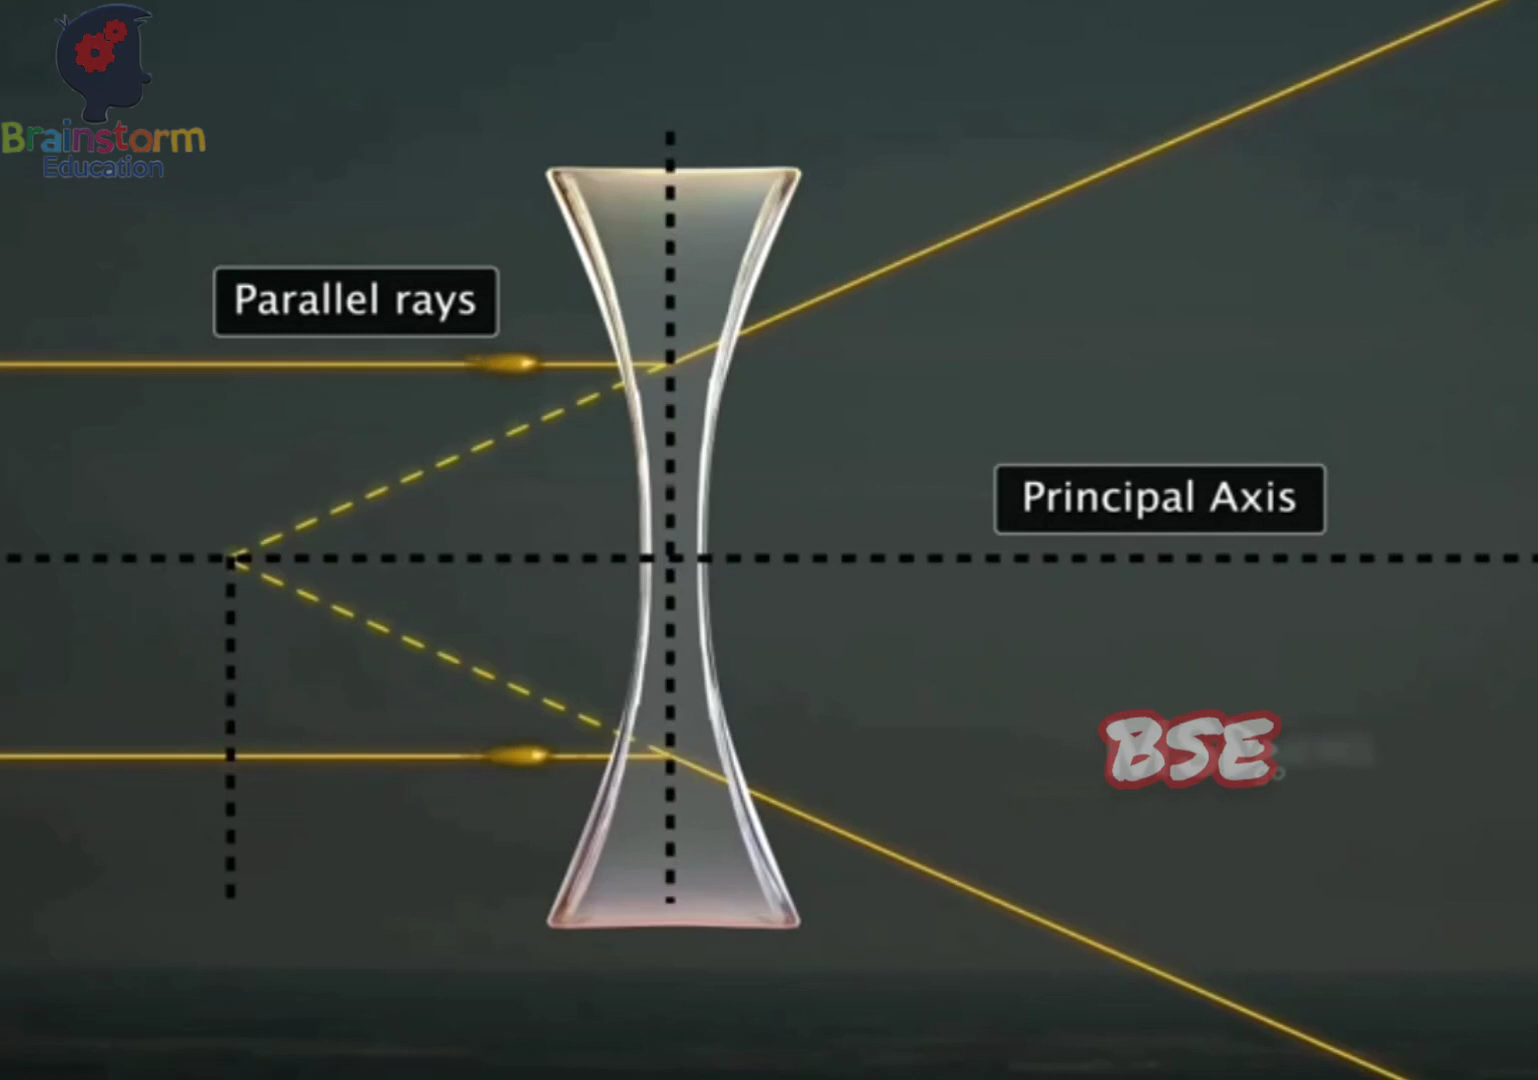 Brainstorm
Education
Parallel rays
Principal Axis
BSE